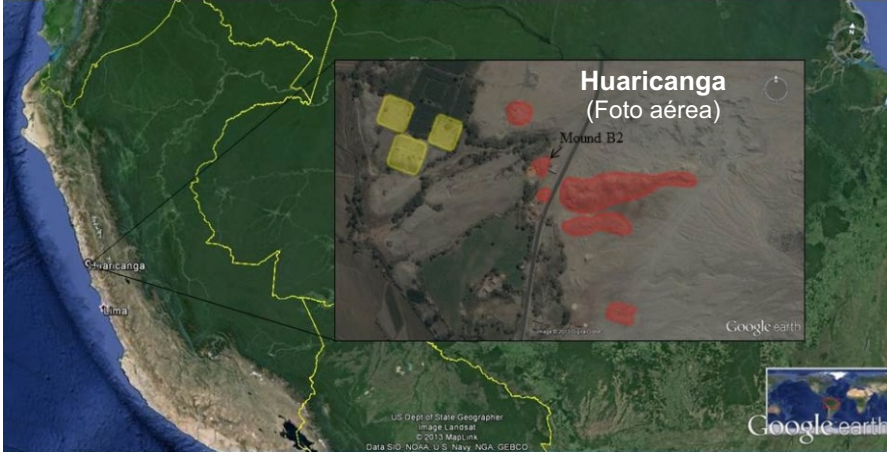 Huaricanga
(Foto aérea)
Mound B2
Google earth
Huaricanga
Lima
US Dept of State Geographer
Image Landsat
© 2013 MapLink
Data SIO, NOAA, U.S. Navy, NGA, GEBCO
Google earth